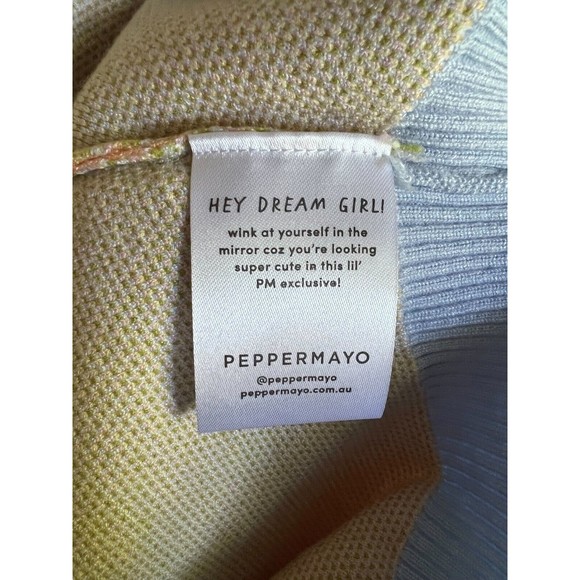 HEY DREAM GIRL!
wink at yourself in the
mirror coz you're looking
super cute in this lil'
PM exclusive!
PEPPERMAYO
@peppermayo
peppermayo.com.au